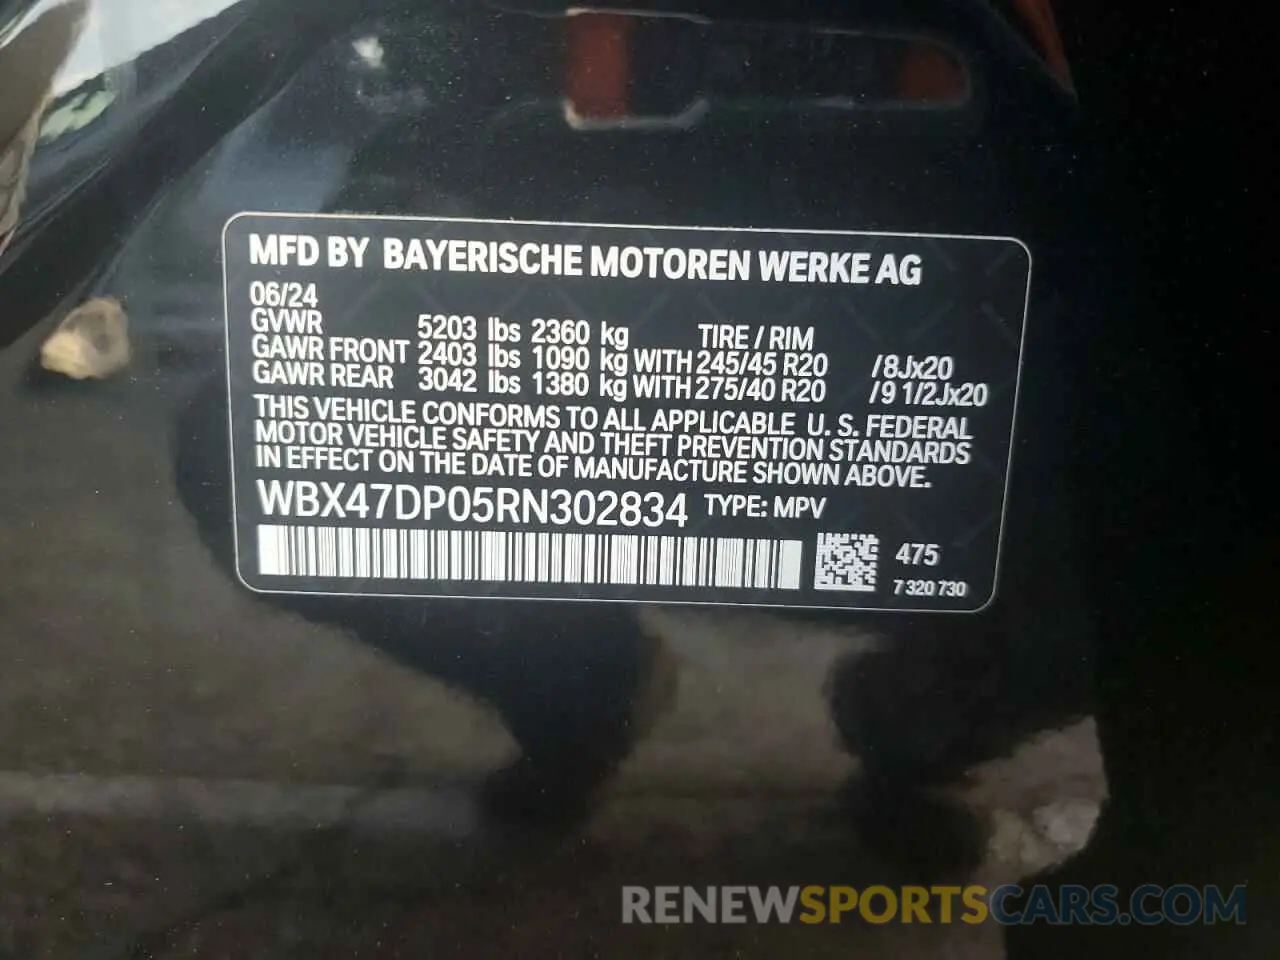 MFD BY BAYERISCHE MOTOREN WERKE AG
06/24
GVWR 5203 lbs 2360 kg TIRE / RIM
GAWR FRONT 2403 lbs 1090 kg WITH 245/45 R20 /8Jx20
GAWR REAR 3042 lbs 1380 kg WITH 275/40 R20 /9 1/2Jx20
THIS VEHICLE CONFORMS TO ALL APPLICABLE U. S. FEDERAL
MOTOR VEHICLE SAFETY AND THEFT PREVENTION STANDARDS
IN EFFECT ON THE DATE OF MANUFACTURE SHOWN ABOVE.
WBX47DP05RN302834 TYPE: MPV
475
7 320 730
RENEWSPORTSCARS.COM